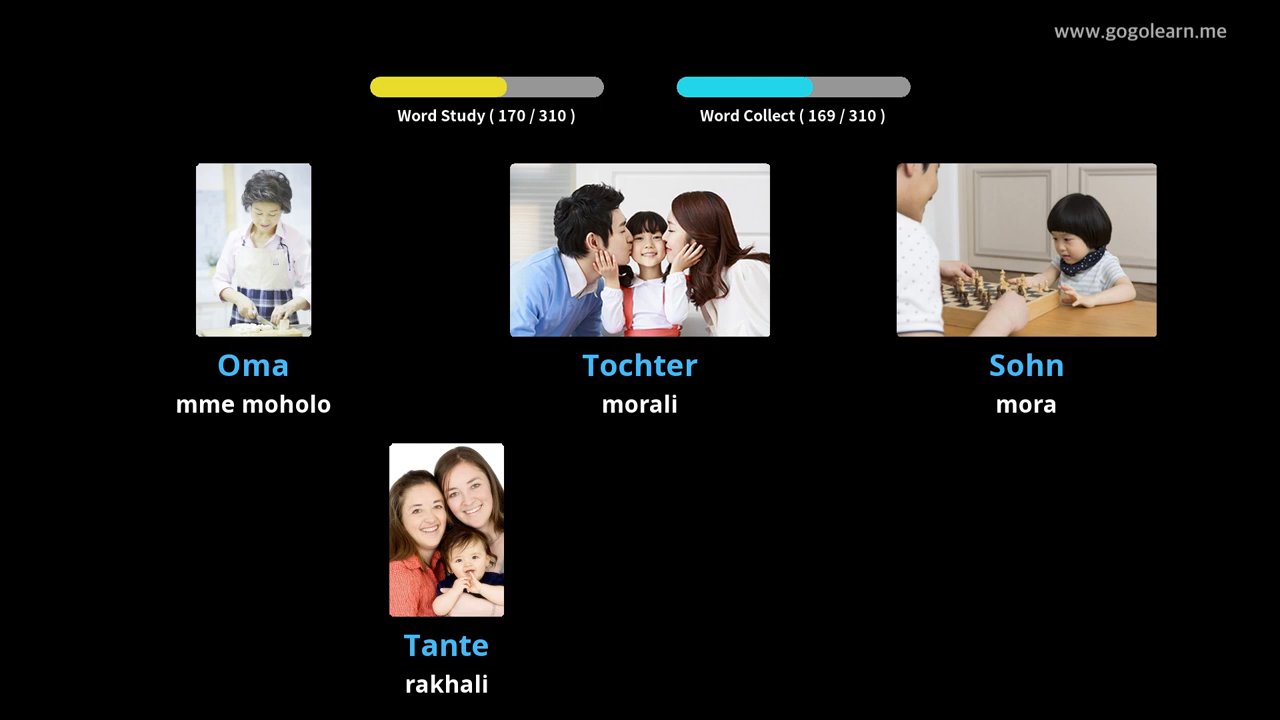 www.gogolearn.me
Word Study ( 170 / 310 )
Word Collect ( 169 / 310 )
Oma
mme moholo
Tochter
morali
Sohn
mora
Tante
rakhali